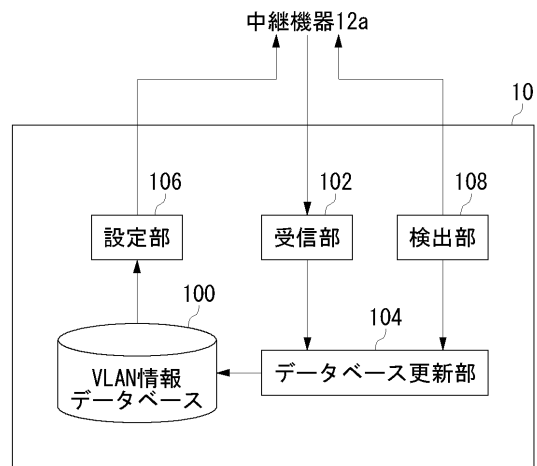 中継機器12a
10
106
102
108
設定部
受信部
検出部
100
104
VLAN情報
データベース
データベース更新部